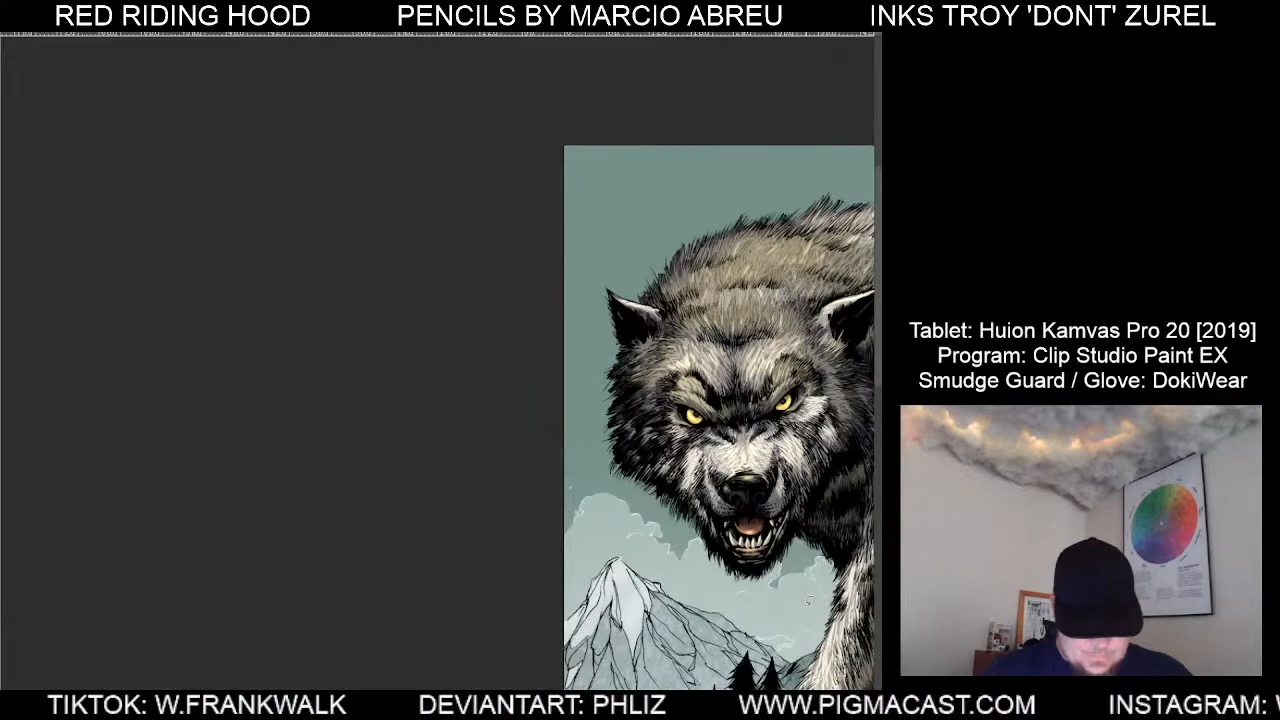 RED RIDING HOOD PENCILS BY MARCIO ABREU INKS TROY 'DONT' ZUREL
Tablet: Huion Kamvas Pro 20 [2019]
Program: Clip Studio Paint EX
Smudge Guard / Glove: DokiWear
TIKTOK: W.FRANKWALK DEVIANTART: PHLIZ WWW.PIGMACAST.COM INSTAGRAM: